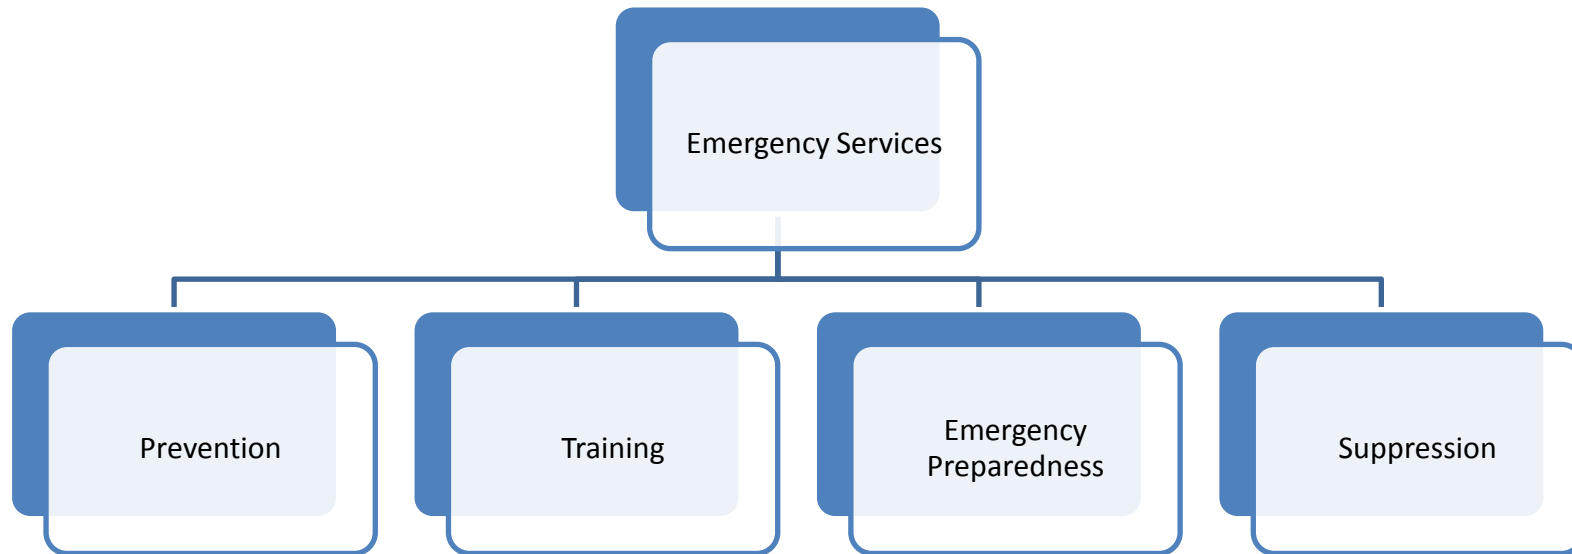 Emergency Services
Prevention
Training
Emergency
Preparedness
Suppression